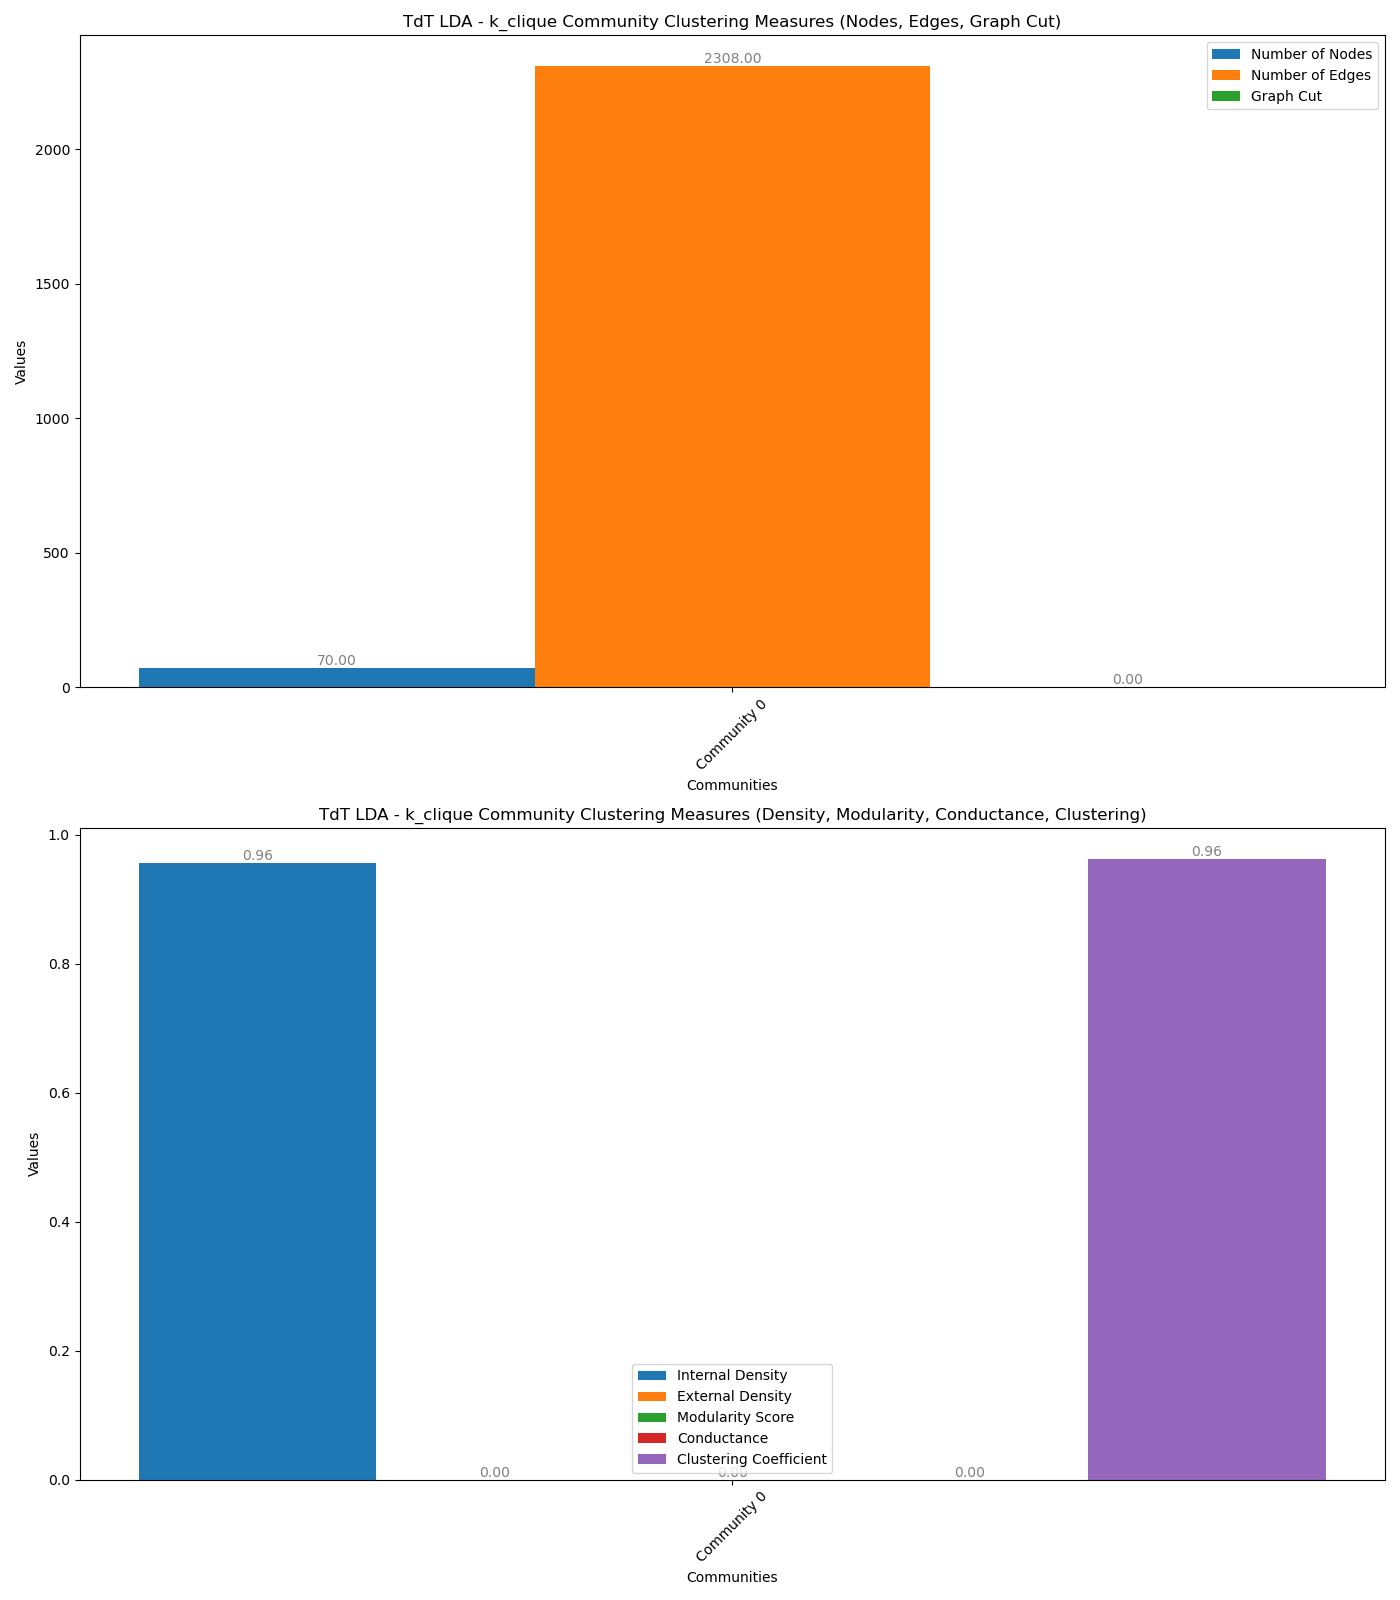 TdT LDA - k_clique Community Clustering Measures (Nodes, Edges, Graph Cut)
2308.00
Number of Nodes
Number of Edges
Graph Cut
2000
1500
Values
1000
500
70.00
0.00
0
Community 0
Communities
TdT LDA - k_clique Community Clustering Measures (Density, Modularity, Conductance, Clustering)
1.0
0.96
0.96
0.8
0.6
Values
0.4
0.2
Internal Density
External Density
Modularity Score
Conductance
Clustering Coefficient
0.00
0.00
0.00
0.0
Community 0
Communities